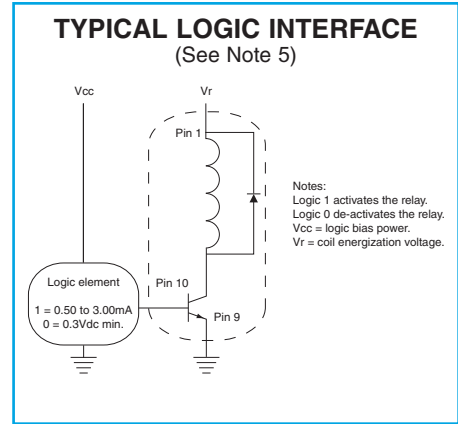 TYPICAL LOGIC INTERFACE
(See Note 5)
Vcc
Vr
Pin 1
Notes:
Logic 1 activates the relay.
Logic 0 de-activates the relay.
Vcc = logic bias power.
Vr = coil energization voltage.
Logic element
1 = 0.50 to 3.00mA
0 = 0.3Vdc min.
Pin 10
Pin 9